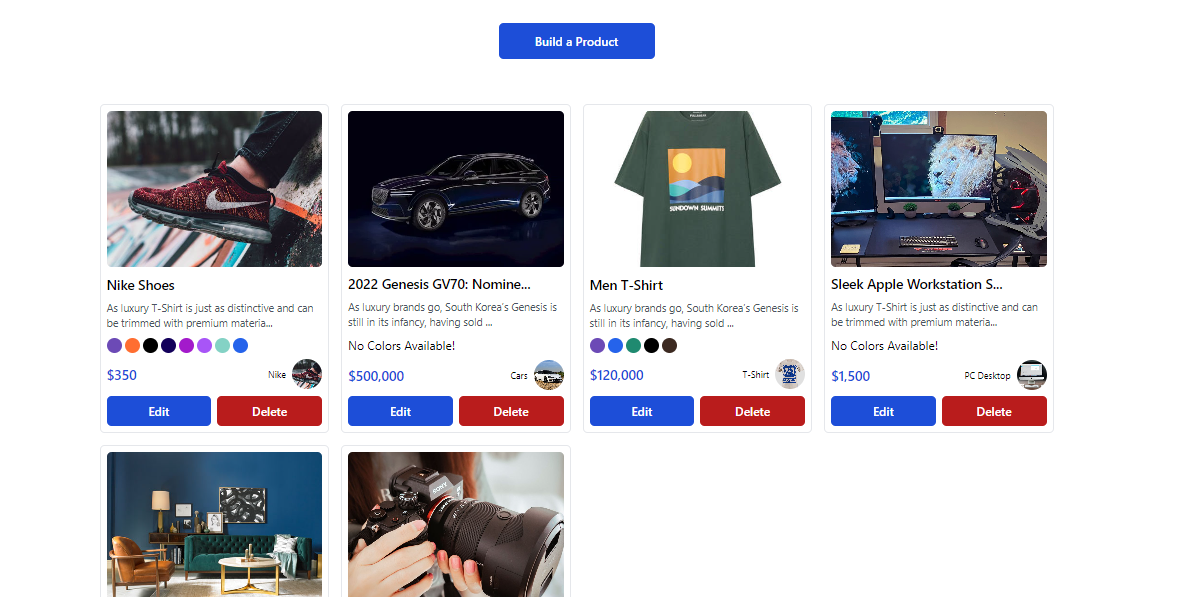 Build a Product
Nike Shoes
As luxury T-Shirt is just as distinctive and can
be trimmed with premium materia...
$350
Nike
Edit
Delete
2022 Genesis GV70: Nomine...
As luxury brands go, South Korea's Genesis is
still in its infancy, having sold ...
No Colors Available!
$500,000
Cars
Edit
Delete
SUNDOWN SUMMITS
Men T-Shirt
As luxury brands go, South Korea's Genesis is
still in its infancy, having sold ...
$120,000
T-Shirt
Edit
Delete
Sleek Apple Workstation S...
As luxury T-Shirt is just as distinctive and can
be trimmed with premium materia...
No Colors Available!
$1,500
PC Desktop
Edit
Delete
SONY